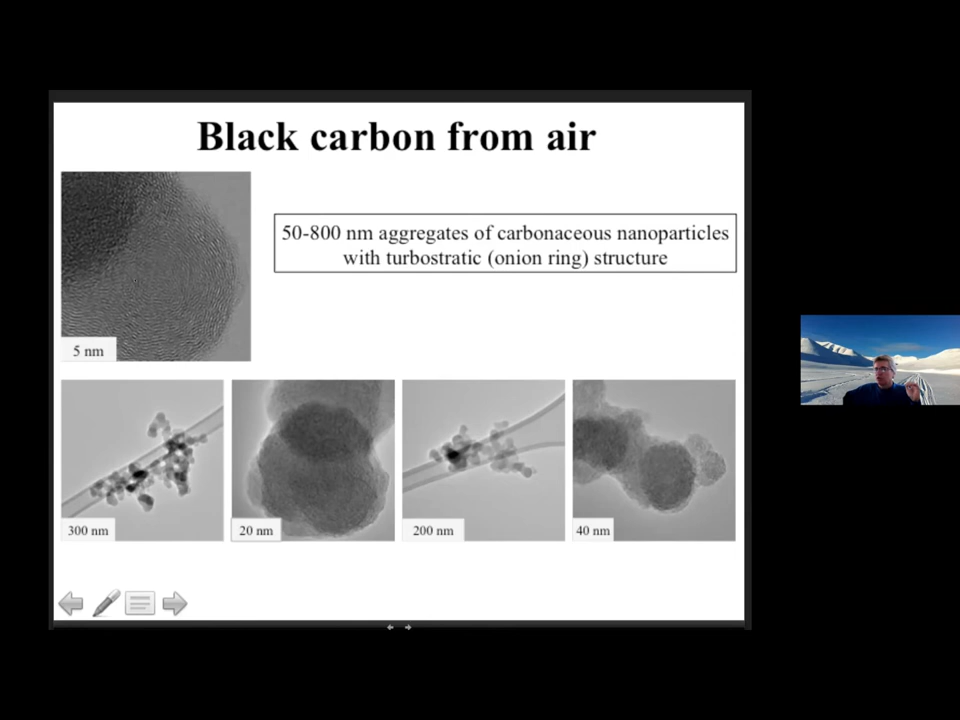 Black carbon from air
50-800 nm aggregates of carbonaceous nanoparticles
with turbostratic (onion ring) structure
5 nm
300 nm
20 nm
200 nm
40 nm